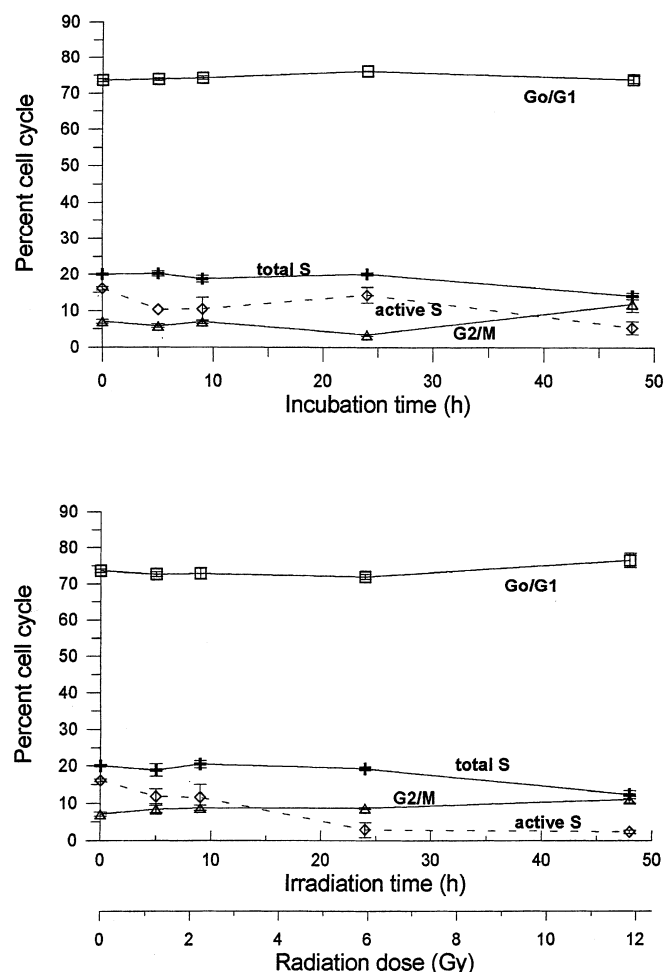 90
80
70
60
50
40
30
20
10
0
Percent cell cycle
Go/G1
total S
active S
G2/M
0 10 20 30 40 50
Incubation time (h)
90
80
70
60
50
40
30
20
10
0
Percent cell cycle
Go/G1
total S
G2/M
active S
0 10 20 30 40 50
Irradiation time (h)
0 2 4 6 8 10 12
Radiation dose (Gy)